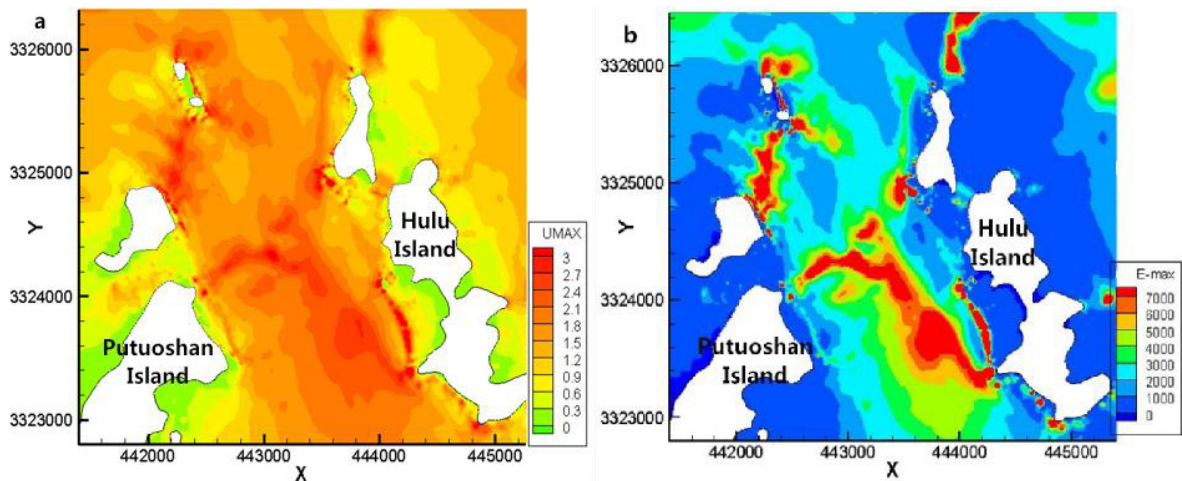 a
3326000
3325000
3324000
3323000
Y
442000
443000
444000
445000
X
Hulu
Island
Putuoshan
Island
UMAX
3
2.7
2.4
2.1
1.8
1.5
1.2
0.9
0.6
0.3
0
b
3326000
3325000
3324000
3323000
Y
442000
443000
444000
445000
X
Hulu
Island
Putuoshan
Island
E-max
7000
6000
5000
4000
3000
2000
1000
0